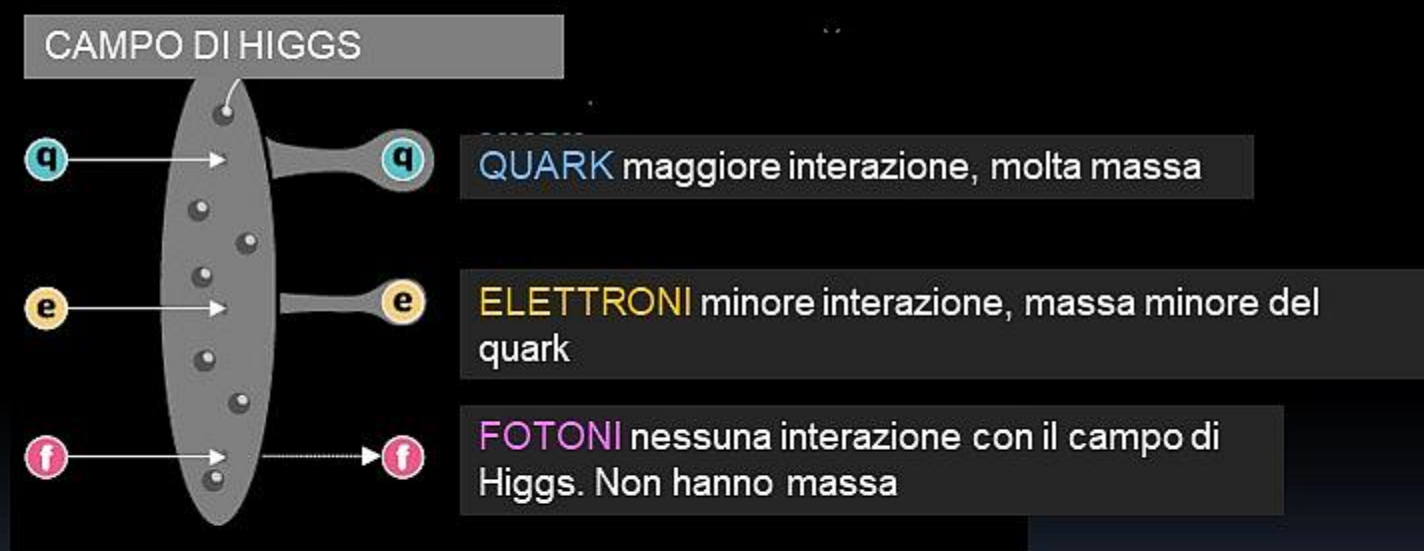 CAMPO DI HIGGS
q
q
QUARK maggiore interazione, molta massa
e
e
ELETTRONI minore interazione, massa minore del
quark
f
f
FOTONI nessuna interazione con il campo di
Higgs. Non hanno massa